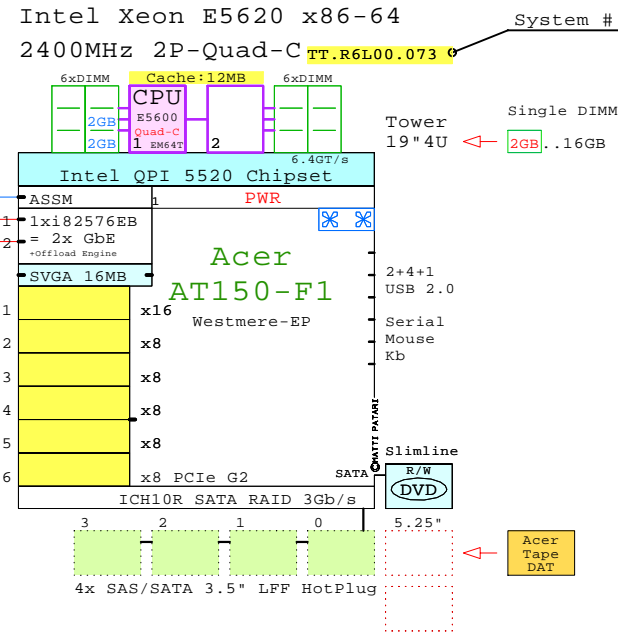 Intel Xeon E5620 x86-64
System #
2400MHz 2P-Quad-C TT.R6L00.073
6xDIMM Cache:12MB 6xDIMM
CPU
E5600
2GB Quad-C
2GB 1 EM64T 2
Tower
19"4U
Single DIMM
2GB..16GB
6.4GT/s
Intel QPI 5520 Chipset
ASSM 1 PWR
1 1xi82576EB
2 = 2x GbE
+Offload Engine
SVGA 16MB
Acer
AT150-F1
Westmere-EP
2+4+1
USB 2.0
Serial
Mouse
Kb
1 x16
2 x8
3 x8
4 x8
5 x8
6 x8 PCIe G2
©MATTI PATARI
SATA
Slimline
R/W
DVD
ICH10R SATA RAID 3Gb/s
3 2 1 0 5.25"
Acer
Tape
DAT
4x SAS/SATA 3.5" LFF HotPlug